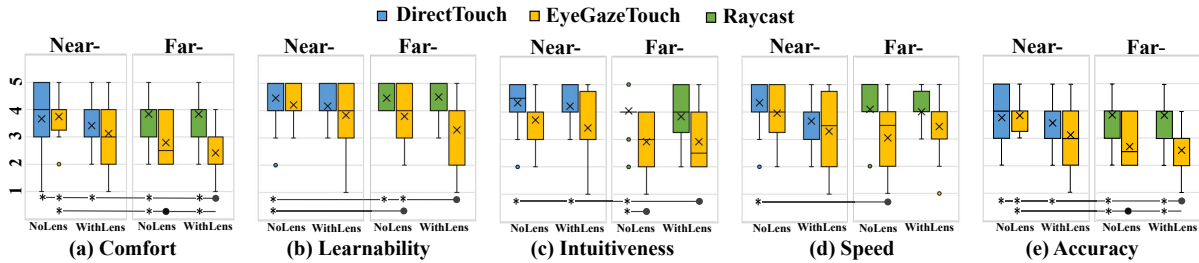 DirectTouch EyeGazeTouch Raycast
Near- Far- Near- Far- Near- Far- Near- Far- Near- Far-
5
4
3
2
1
NoLens WithLens NoLens WithLens NoLens WithLens NoLens WithLens NoLens WithLens NoLens WithLens NoLens WithLens NoLens WithLens NoLens WithLens NoLens WithLens
(a) Comfort (b) Learnability (c) Intuitiveness (d) Speed (e) Accuracy